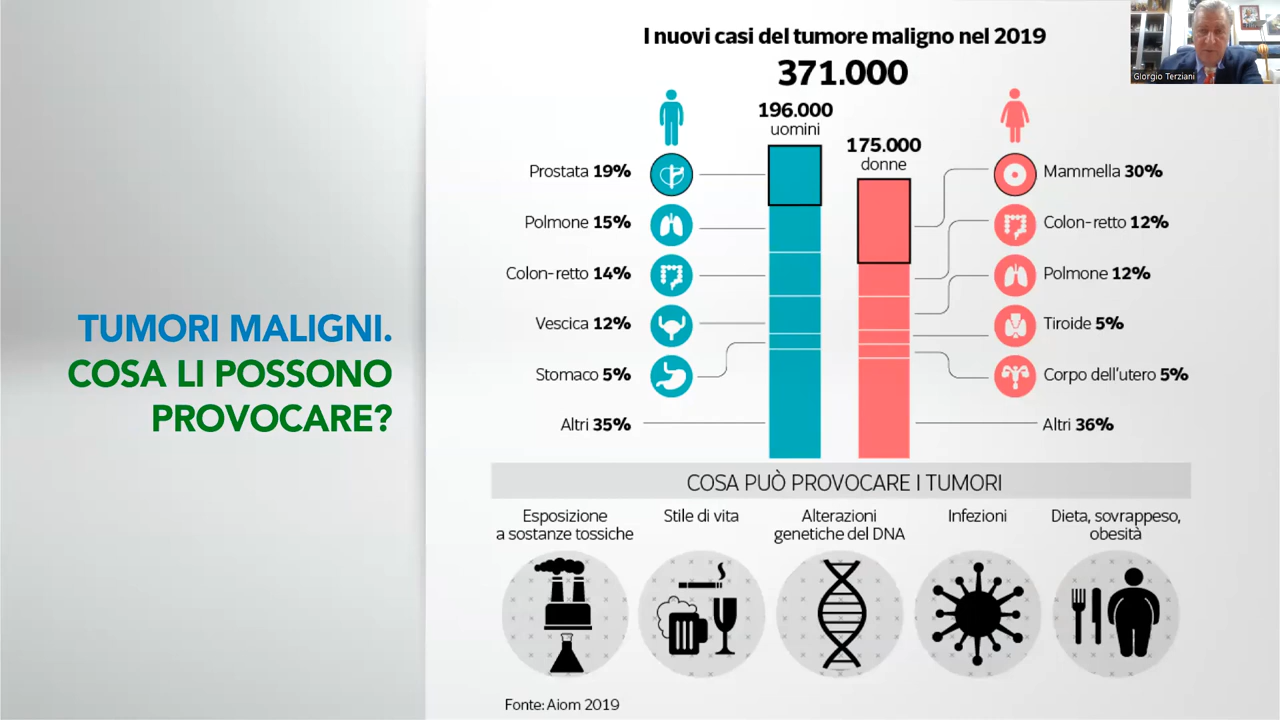 TUMORI MALIGNI.
COSA LI POSSONO
PROVOCARE?
I nuovi casi del tumore maligno nel 2019
371.000
196.000
uomini
175.000
donne
Prostata 19%
Polmone 15%
Colon-retto 14%
Vescica 12%
Stomaco 5%
Altri 35%
Mammella 30%
Colon-retto 12%
Polmone 12%
Tiroide 5%
Corpo dell'utero 5%
Altri 36%
COSA PUÒ PROVOCARE I TUMORI
Esposizione
a sostanze tossiche
Stile di vita
Alterazioni
genetiche del DNA
Infezioni
Dieta, sovrappeso,
obesità
Fonte: Aiom 2019
Giorgio Terziani